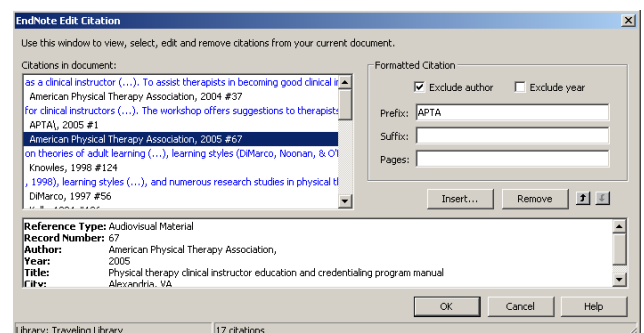 EndNote Edit Citation
Use this window to view, select, edit and remove citations from your current document.
Citations in document:
as a clinical instructor (...). To assist therapists in becoming good clinical ir
American Physical Therapy Association, 2004 #37
for clinical instructors (...). The workshop offers suggestions to therapists
APTA\, 2005 #1
American Physical Therapy Association, 2005 #67
on theories of adult learning (...), learning styles (DiMarco, Noonan, & O'l
Knowles, 1998 #124
, 1998), learning styles (...), and numerous research studies in physical tl
DiMarco, 1997 #56
Formatted Citation
Exclude author
Exclude year
Prefix: APTA
Suffix:
Pages:
Insert...
Remove
Reference Type: Audiovisual Material
Record Number: 67
Author: American Physical Therapy Association,
Year: 2005
Title: Physical therapy clinical instructor education and credentialing program manual
City: Alexandria, VA
OK
Cancel
Help
Library: Traveling Library
17 citations